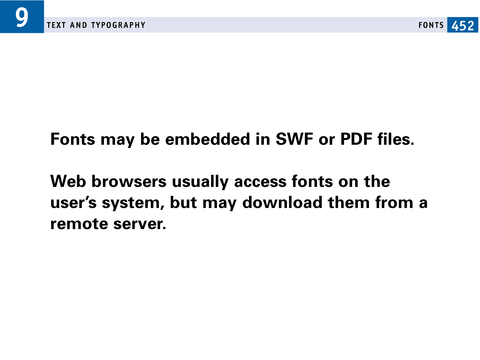 9
TEXT AND TYPOGRAPHY
FONTS 452
Fonts may be embedded in SWF or PDF files.
Web browsers usually access fonts on the
user's system, but may download them from a
remote server.